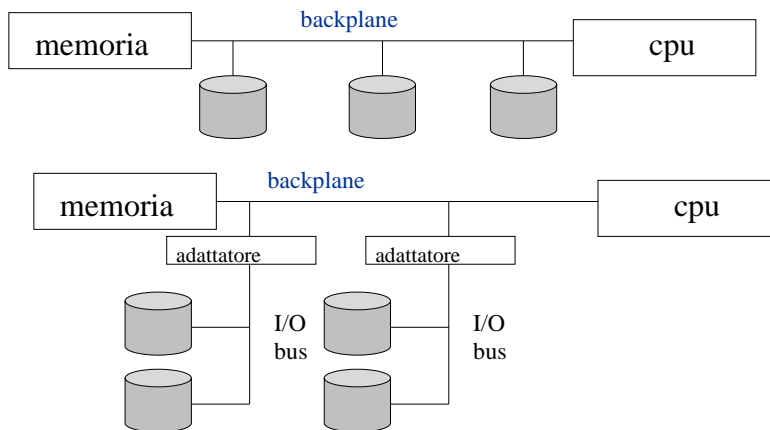 backplane
memoria
cpu
backplane
memoria
cpu
adattatore
adattatore
I/O
bus
I/O
bus